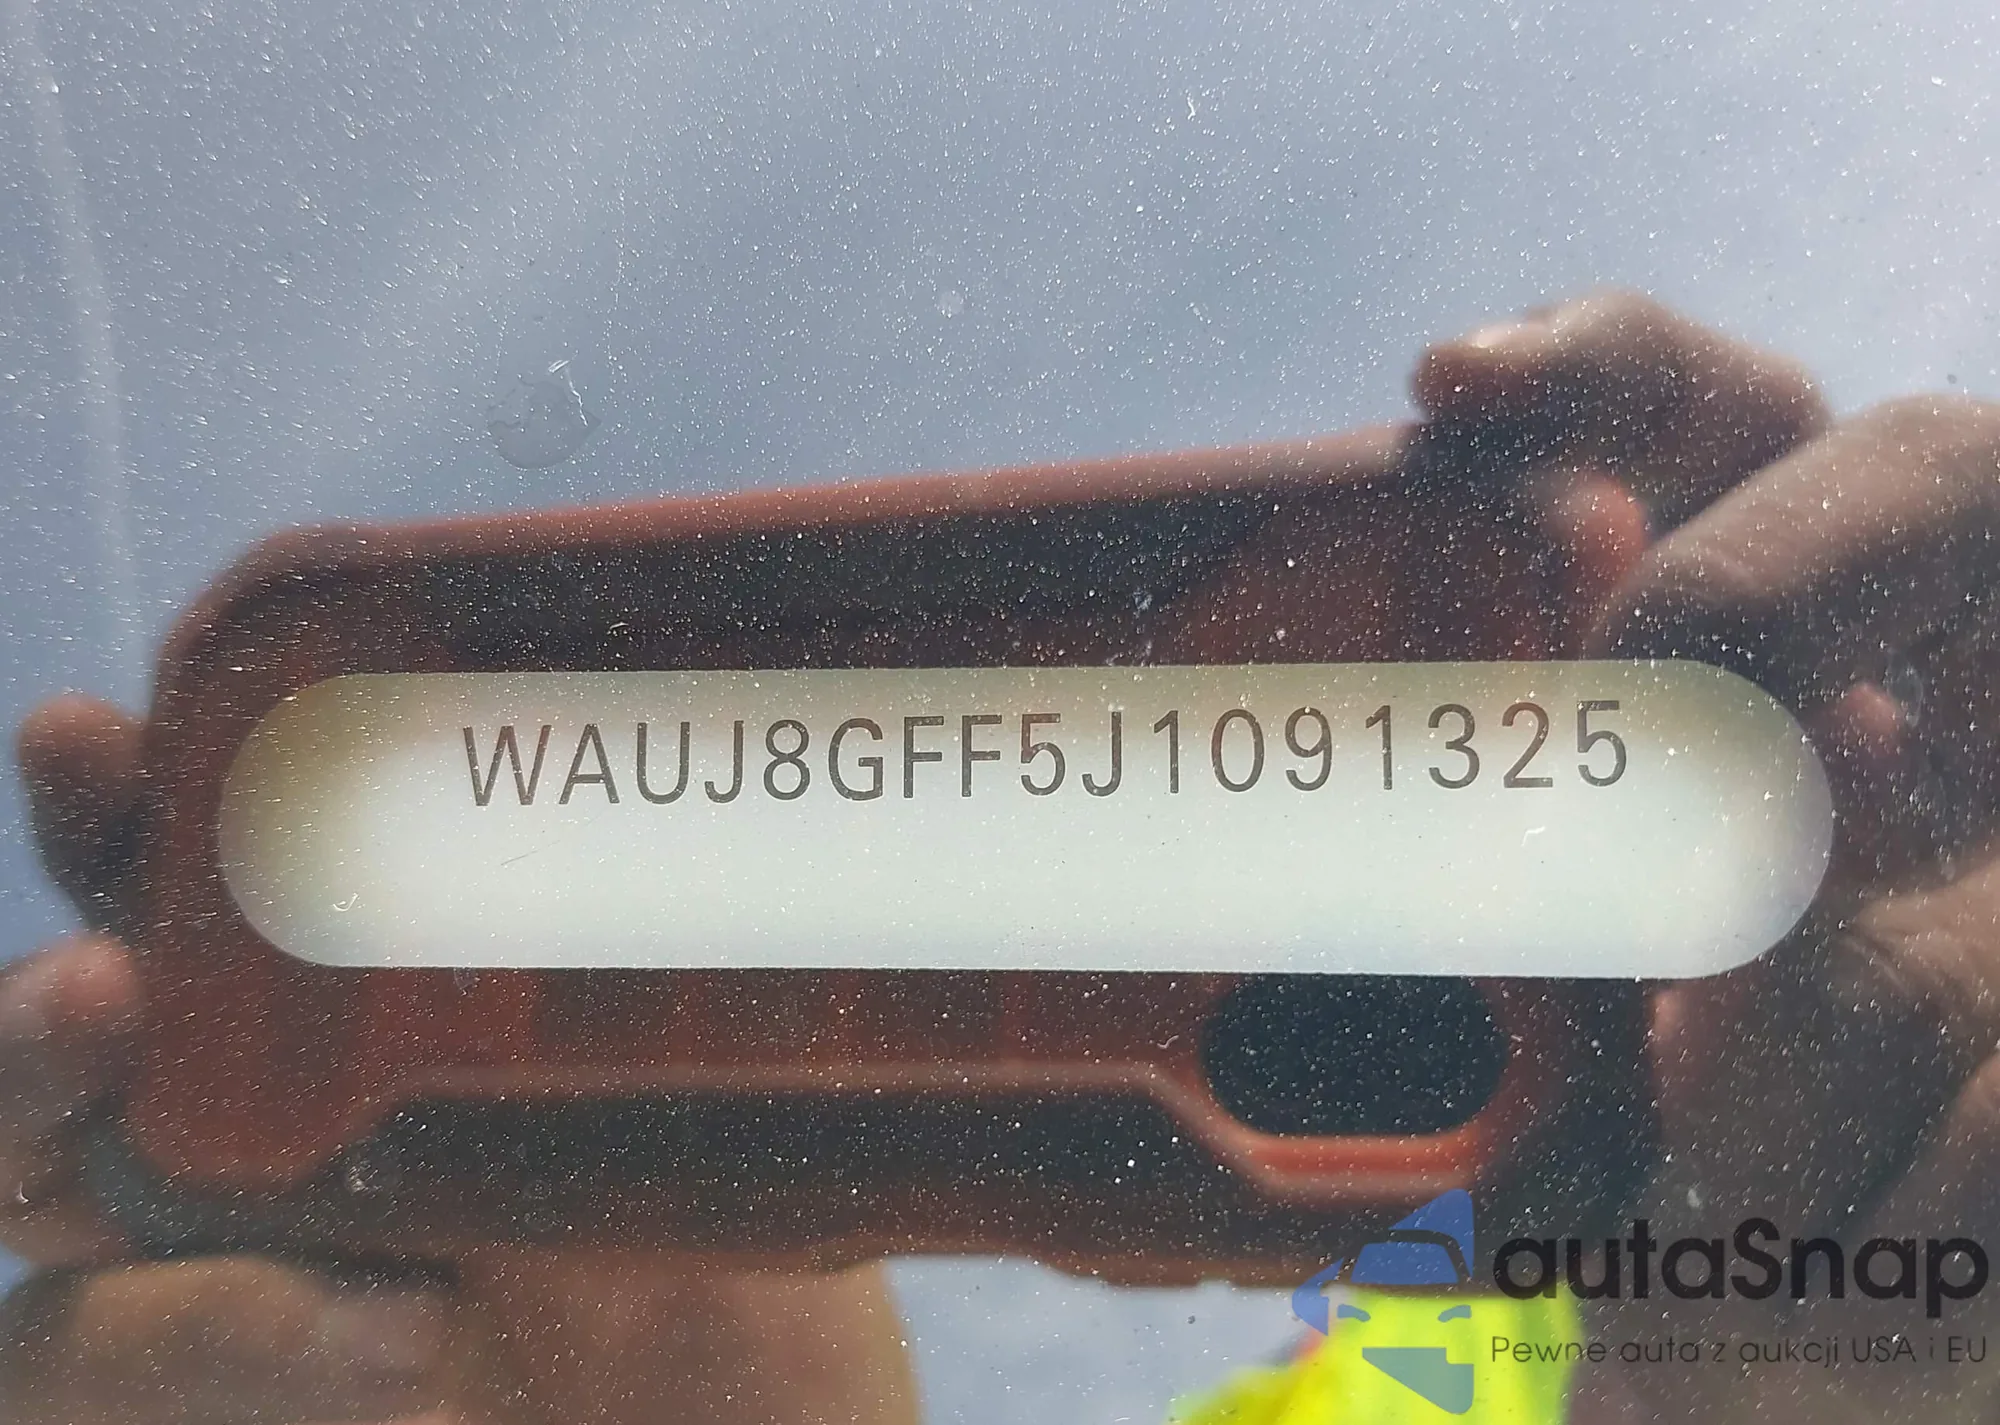 WAUJ8GFF5J1091325
autaSnap
Pewne auta z aukcji USA i EU